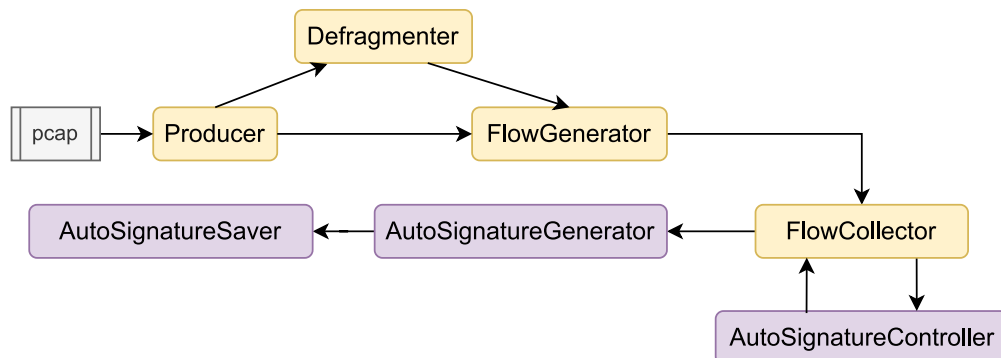 Defragmenter
pcap
Producer
FlowGenerator
AutoSignatureSaver
AutoSignatureGenerator
FlowCollector
AutoSignatureController